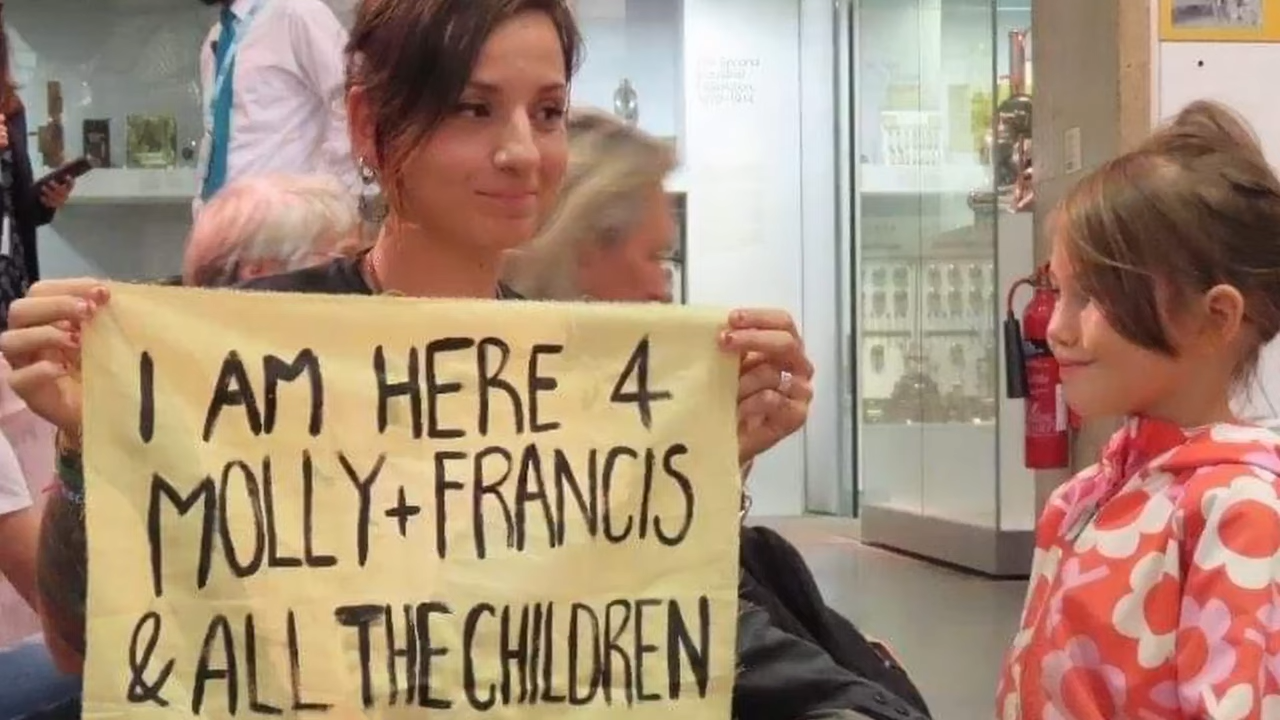 I AM HERE 4
MOLLY + FRANCIS
& ALL THE CHILDREN